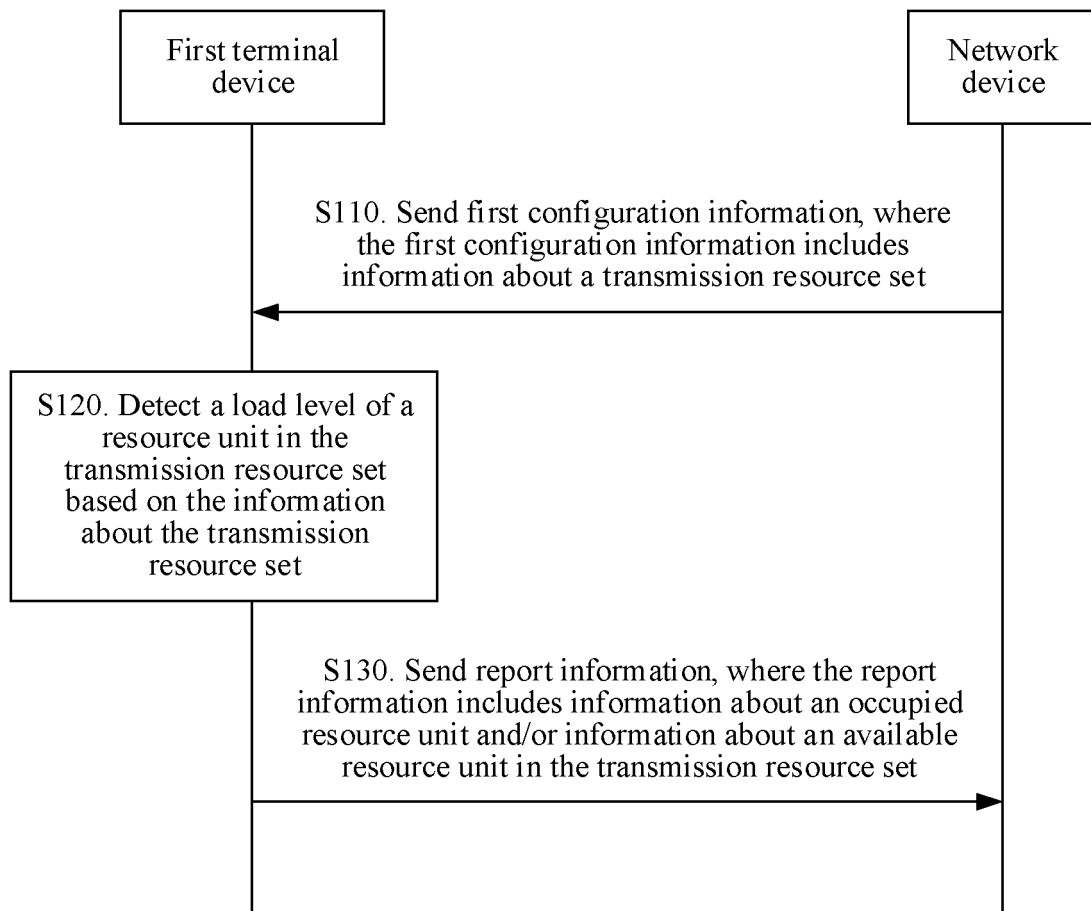 First terminal
device
Network
device
S110. Send first configuration information, where
the first configuration information includes
information about a transmission resource set
S120. Detect a load level of a
resource unit in the
transmission resource set
based on the information
about the transmission
resource set
S130. Send report information, where the report
information includes information about an occupied
resource unit and/or information about an available
resource unit in the transmission resource set